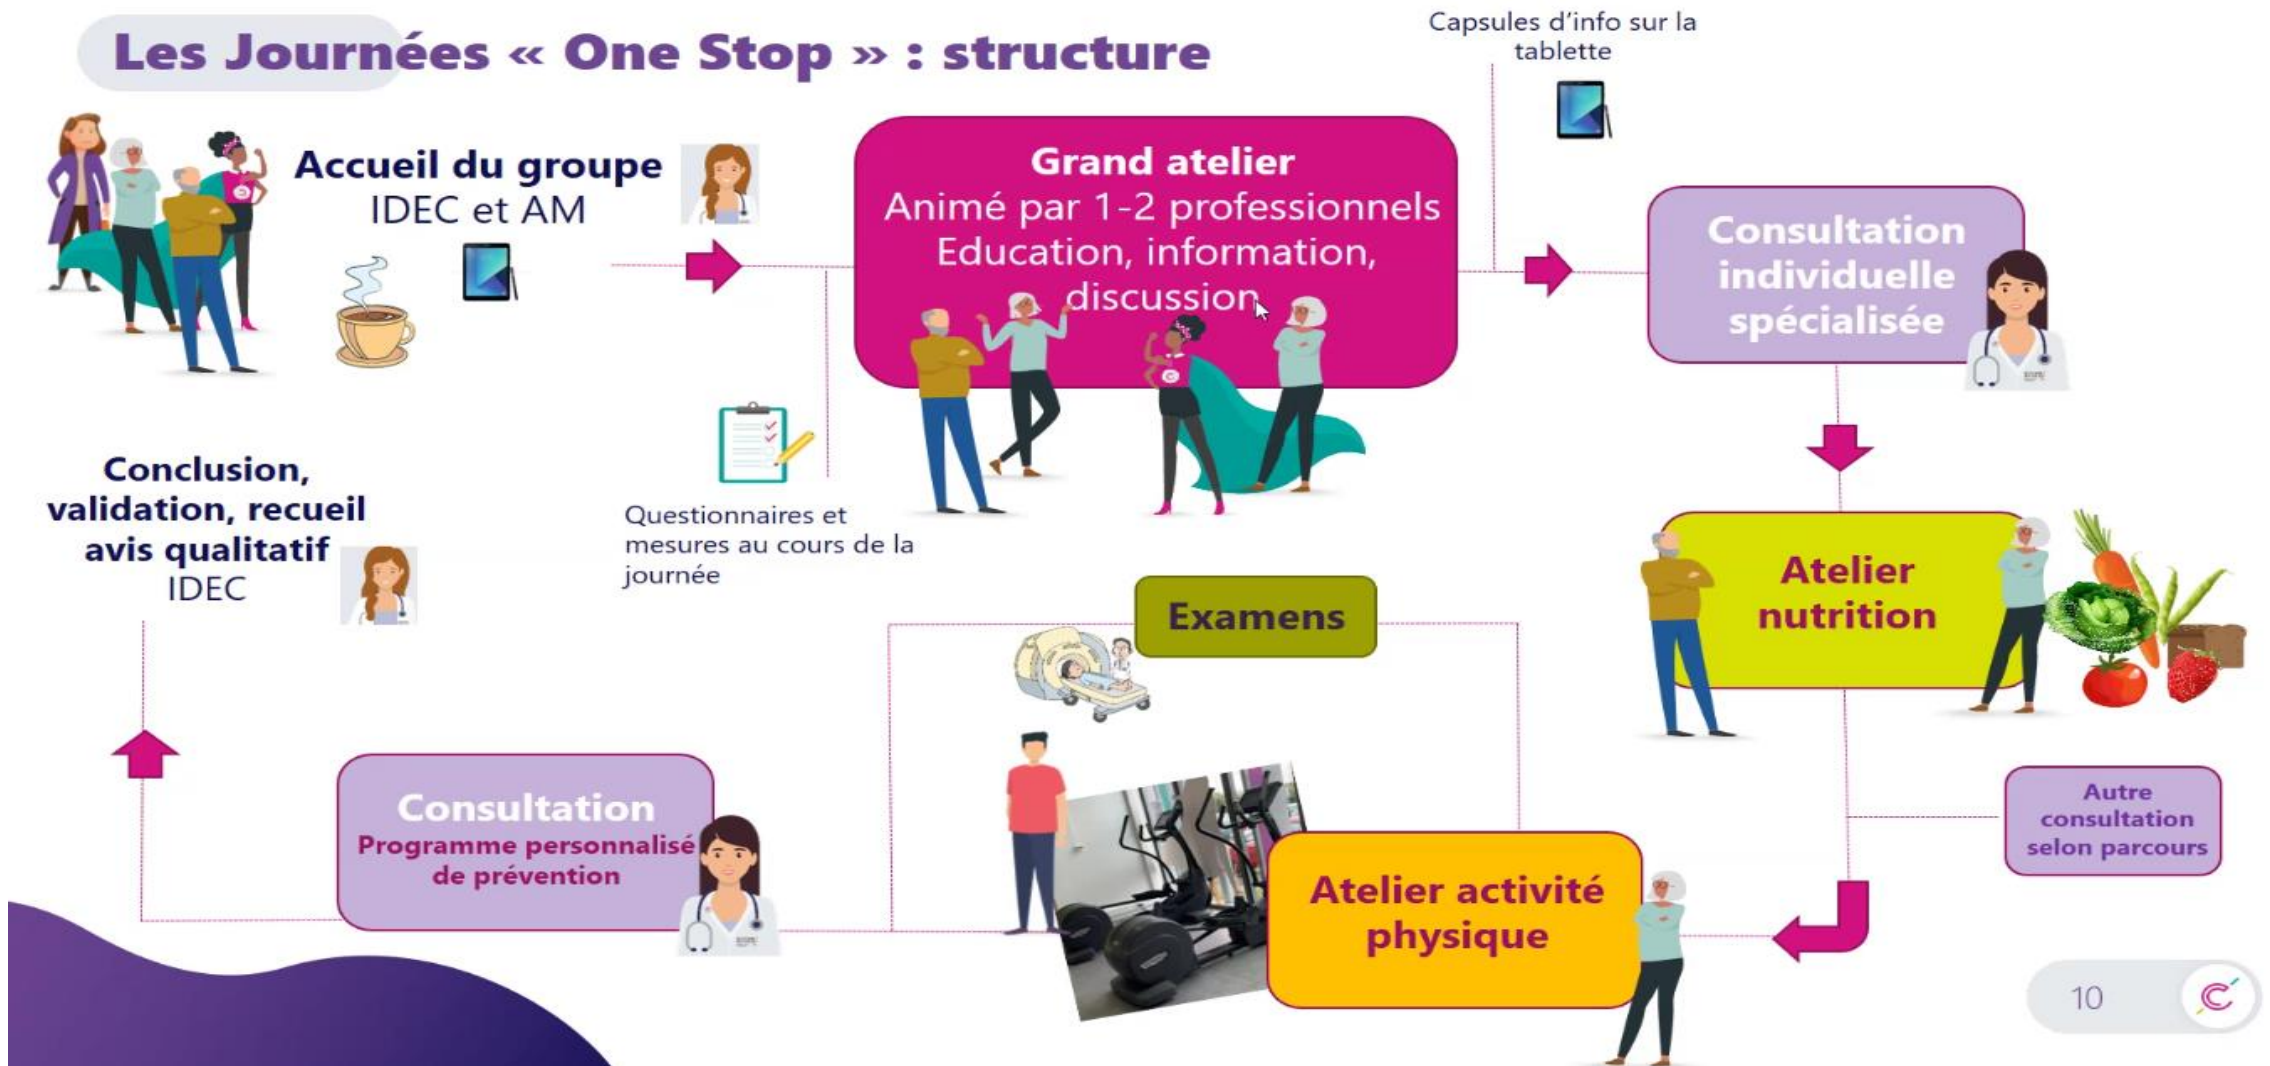 Les Journées « One Stop » : structure
Capsules d'info sur la
tablette
Accueil du groupe
IDEC et AM
Grand atelier
Animé par 1-2 professionnels
Education, information,
discussion
Consultation
individuelle
spécialisée
Questionnaires et
mesures au cours de la
journée
Conclusion,
validation, recueil
avis qualitatif
IDEC
Examens
Atelier
nutrition
Autre
consultation
selon parcours
Consultation
Programme personnalisé
de prévention
Atelier activité
physique
10